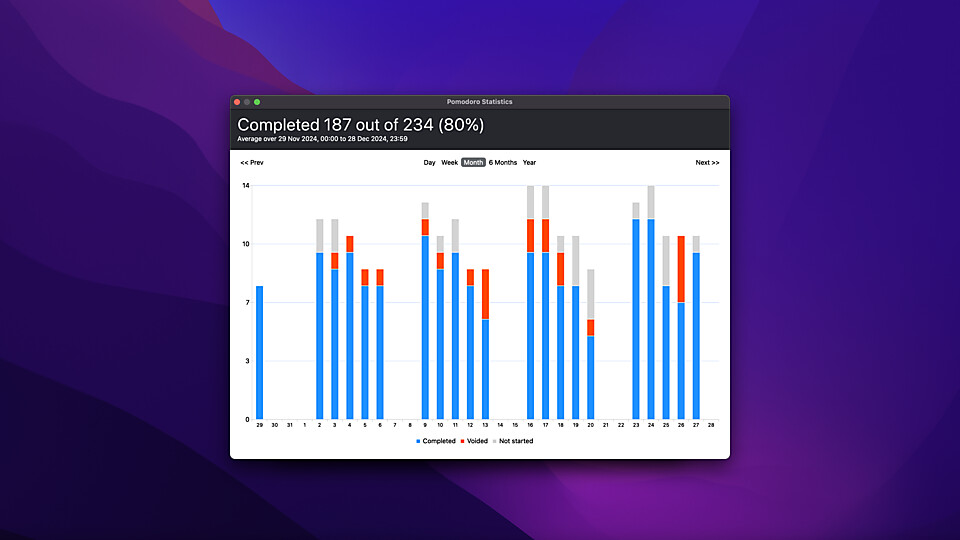 Pomodoro Statistics
Completed 187 out of 234 (80%)
Average over 29 Nov 2024, 00:00 to 28 Dec 2024, 23:59
<< Prev Day Week Month 6 Months Year Next >>
14
10
7
3
0
29 30 31 1 2 3 4 5 6 7 8 9 10 11 12 13 14 15 16 17 18 19 20 21 22 23 24 25 26 27 28
Completed Voided Not started